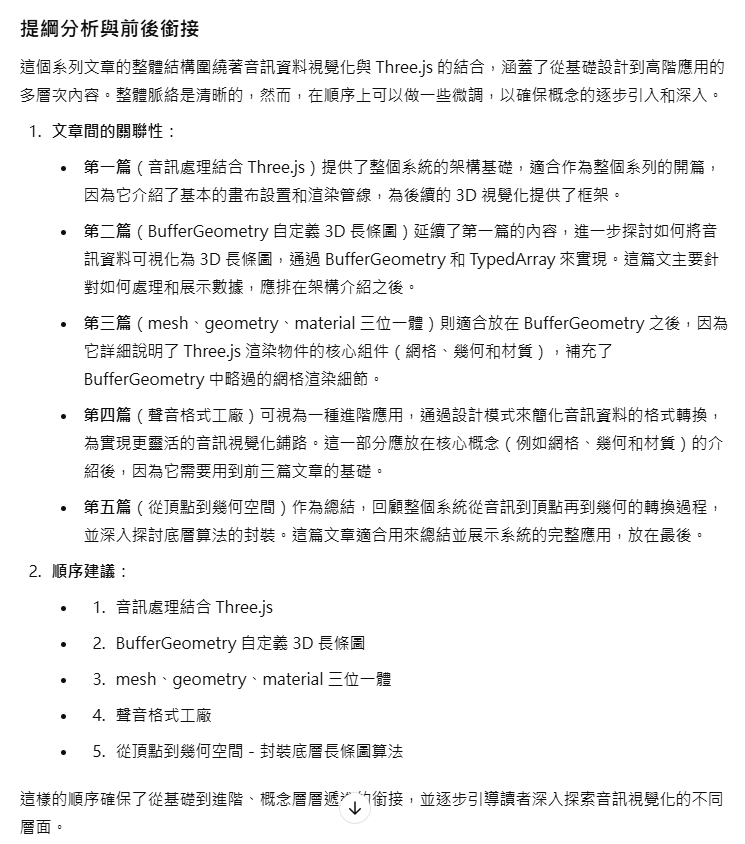 提綱分析與前後銜接
這個系列文章的整體結構圍繞著音訊資料視覺化與 Three.js 的結合，涵蓋了從基礎設計到高階應用的
多層次內容。整體脈絡是清晰的，然而，在順序上可以做一些微調，以確保概念的逐步引入和深入。
1. 文章間的關聯性：
• 第一篇（音訊處理結合 Three.js）提供了整個系統的架構基礎，適合作為整個系列的開篇，
因為它介紹了基本的畫布設置和渲染管線，為後續的 3D 視覺化提供了框架。
• 第二篇（BufferGeometry 自定義 3D 長條圖）延續了第一篇的內容，進一步探討如何將音
訊資料可視化為 3D 長條圖，通過 BufferGeometry 和 TypedArray 來實現。這篇文主要針
對如何處理和展示數據，應排在架構介紹之後。
• 第三篇（mesh、geometry、material 三位一體）則適合放在 BufferGeometry 之後，因為
它詳細說明了 Three.js 渲染物件的核心組件（網格、幾何和材質），補充了
BufferGeometry 中略過的網格渲染細節。
• 第四篇（聲音格式工廠）可視為一種進階應用，通過設計模式來簡化音訊資料的格式轉換，
為實現更靈活的音訊視覺化鋪路。這一部分應放在核心概念（例如網格、幾何和材質）的介
紹後，因為它需要用到前三篇文章的基礎。
• 第五篇（從頂點到幾何空間）作為總結，回顧整個系統從音訊到頂點再到幾何的轉換過程，
並深入探討底層算法的封裝。這篇文章適合用來總結並展示系統的完整應用，放在最後。
2. 順序建議：
• 1. 音訊處理結合 Three.js
• 2. BufferGeometry 自定義 3D 長條圖
• 3. mesh、geometry、material 三位一體
• 4. 聲音格式工廠
• 5. 從頂點到幾何空間 - 封裝底層長條圖算法
這樣的順序確保了從基礎到進階、概念層層遞進的銜接，並逐步引導讀者深入探索音訊視覺化的不同
層面。